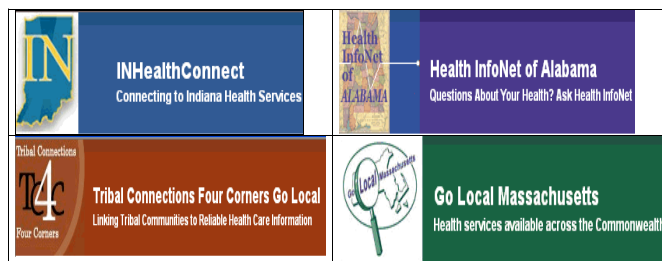 IN
INHealthConnect
Connecting to Indiana Health Services
Health
InfoNet
of
ALABAMA
Health InfoNet of Alabama
Questions About Your Health? Ask Health InfoNet
Tribal Connections
TC4C
Four Corners
Tribal Connections Four Corners Go Local
Linking Tribal Communities to Reliable Health Care Information
Go Local Massachusetts
Go Local Massachusetts
Health services available across the Commonwealth